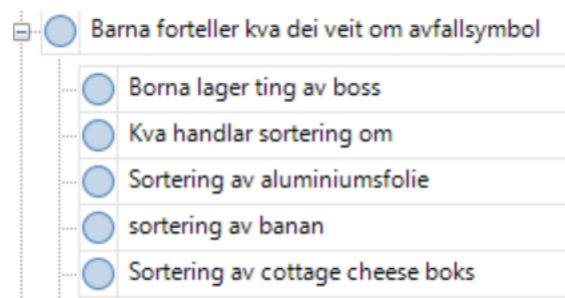 Barna forteller kva dei veit om avfallsymbol
Borna lager ting av boss
Kva handlar sortering om
Sortering av aluminiumsfolie
sortering av banan
Sortering av cottage cheese boks